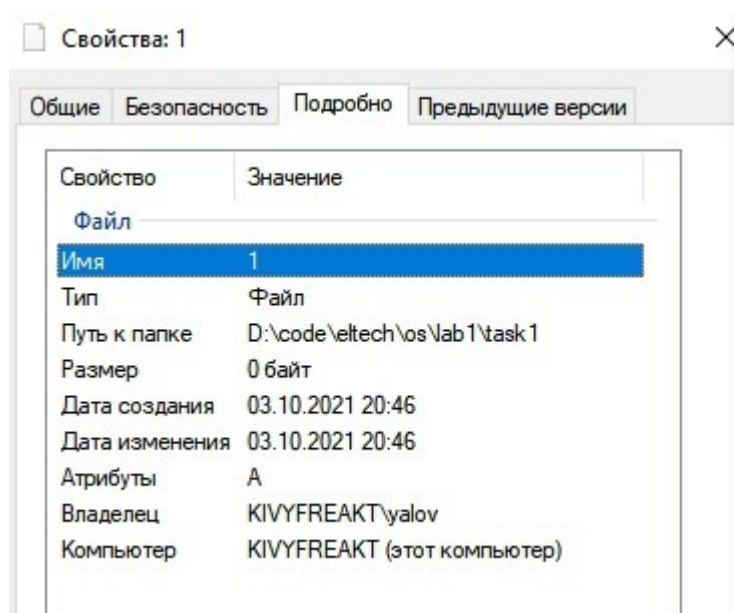 Свойства: 1
Общие Безопасность Подробно Предыдущие версии
Свойство Значение
Файл
Имя 1
Тип Файл
Путь к папке D:\code\eltech\os\lab1\task1
Размер 0 байт
Дата создания 03.10.2021 20:46
Дата изменения 03.10.2021 20:46
Атрибуты A
Владелец KIVYFREAKT\yalov
Компьютер KIVYFREAKT (этот компьютер)